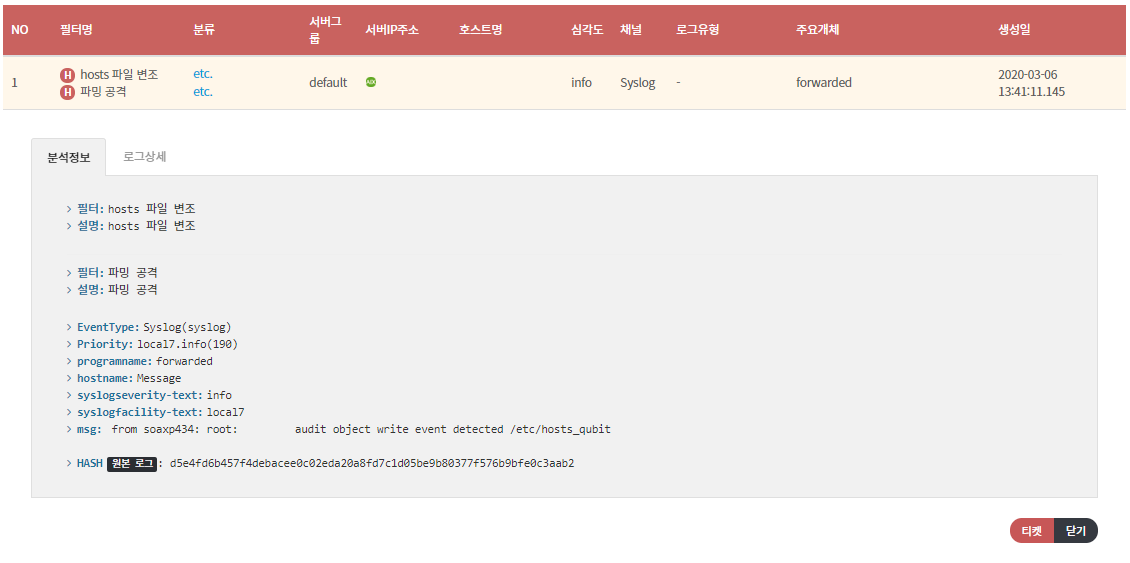 NO 필터명 분류 서버그룹 서버IP주소 호스트명 심각도 채널 로그유형 주요개체 생성일
1 H hosts 파일 변조 etc. default AIX info Syslog - forwarded 2020-03-06
H 파밍 공격 etc. 13:41:11.145
분석정보 로그상세
> 필터: hosts 파일 변조
> 설명: hosts 파일 변조
> 필터: 파밍 공격
> 설명: 파밍 공격
> EventType: Syslog(syslog)
> Priority: local7.info(190)
> programname: forwarded
> hostname: Message
> syslogseverity-text: info
> syslogfacility-text: local7
> msg: from soaxp434: root: audit object write event detected /etc/hosts_qubit
> HASH 원본 로그: d5e4fd6b457f4debacee0c02eda20a8fd7c1d05be9b80377f576b9bfe0c3aab2
티켓 닫기